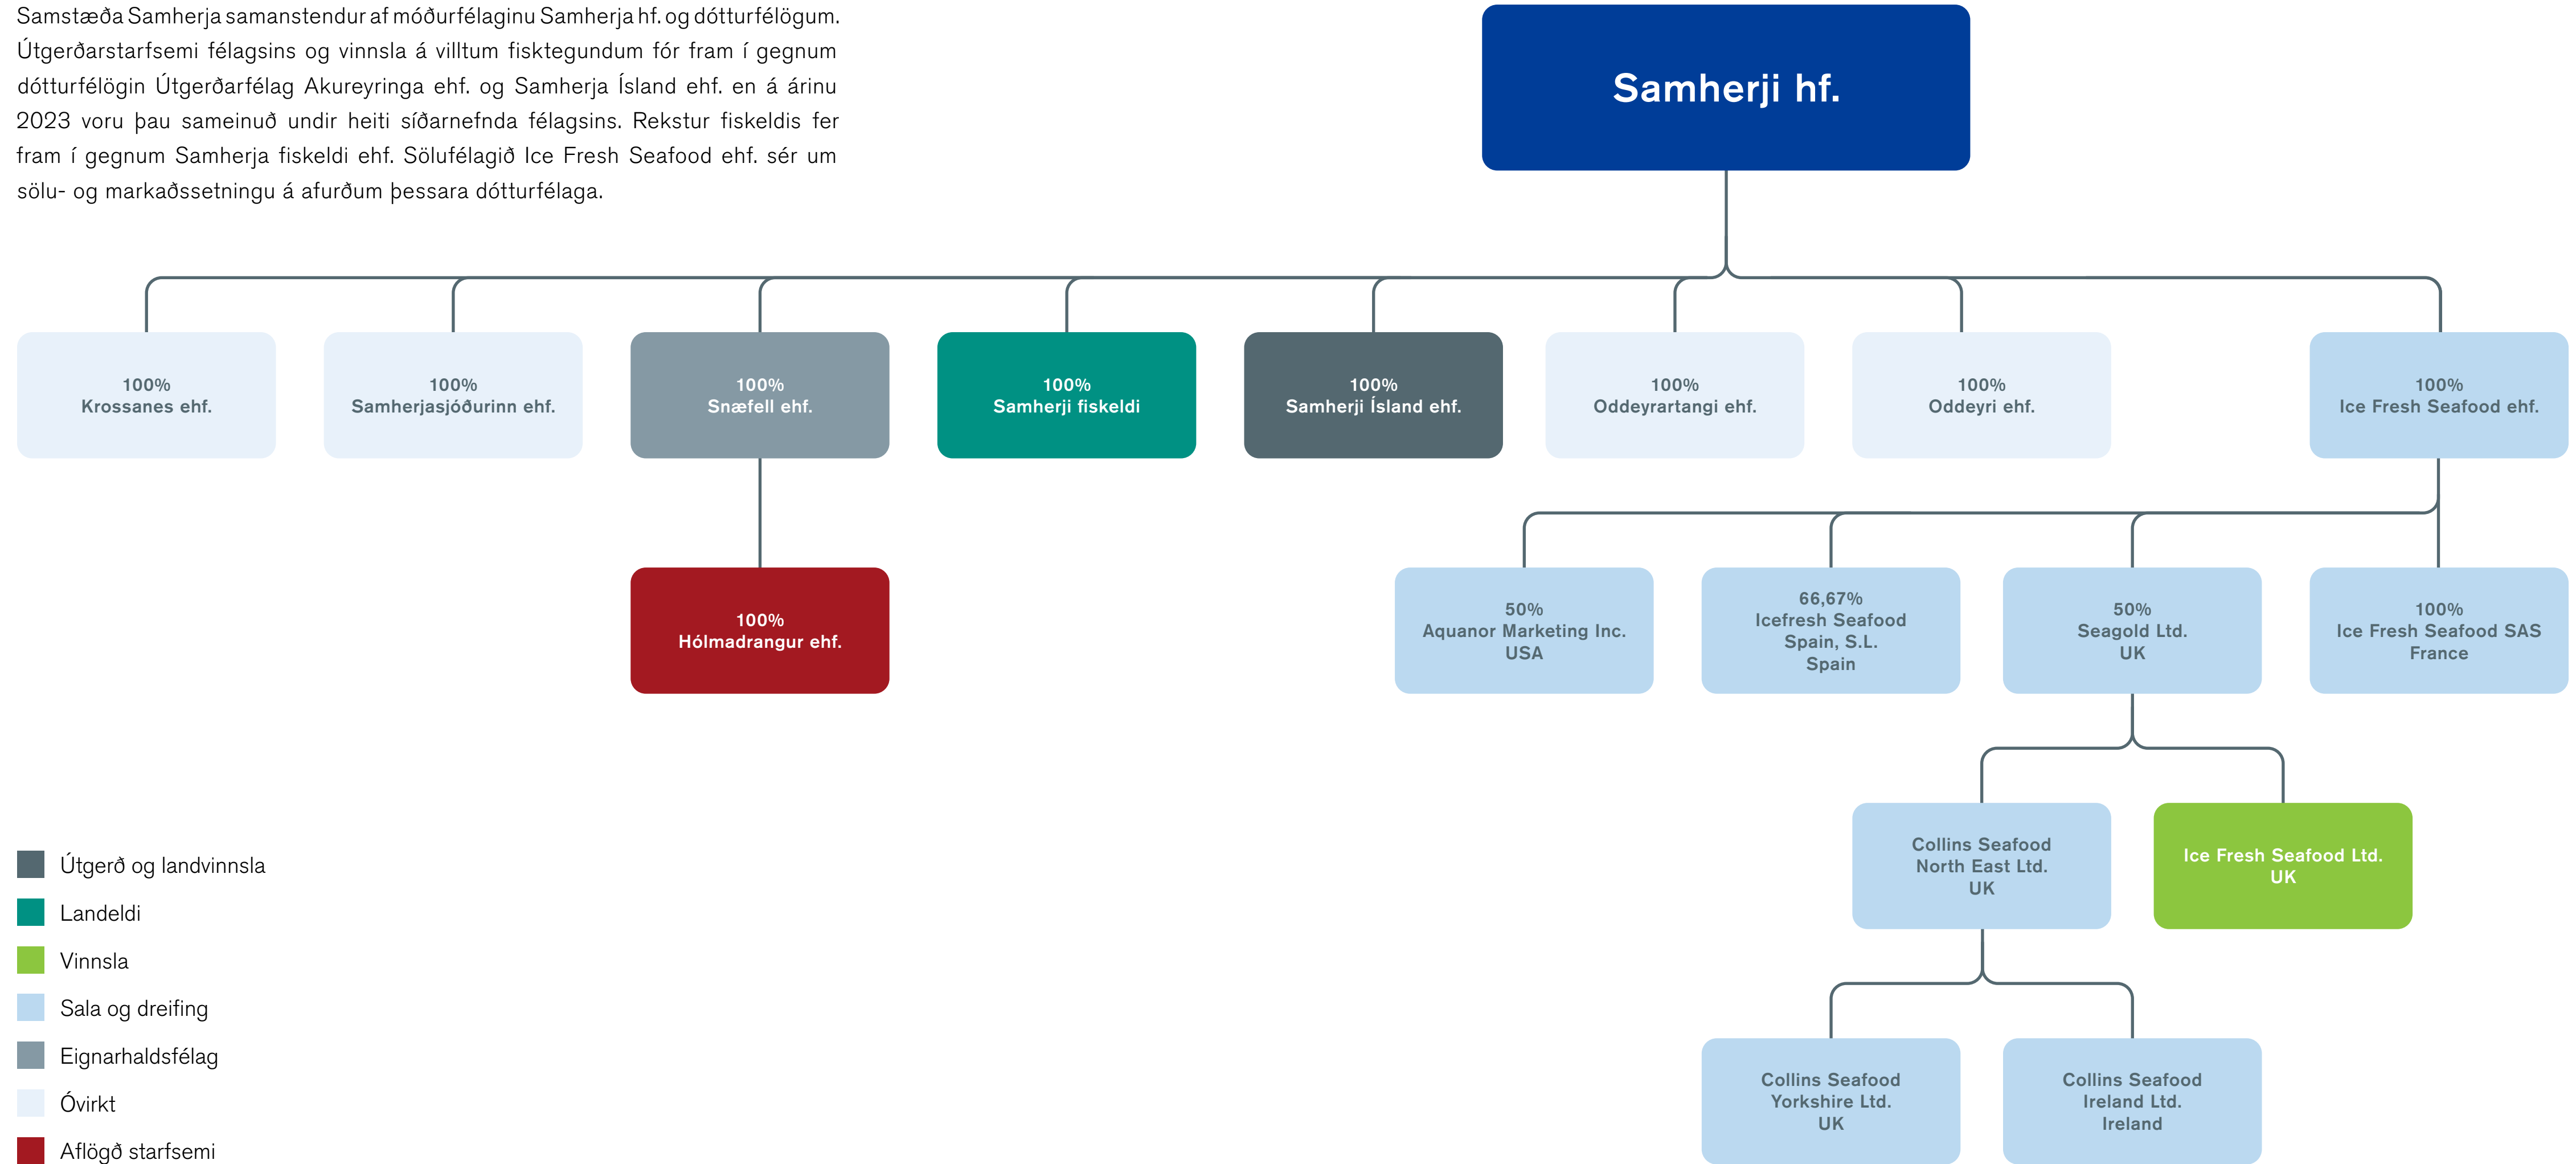 Samstæða Samherja samanstendur af móðurfélaginu Samherja hf. og dótturfélögum.
Útgerðarstarfsemi félagsins og vinnsla á villtum fisktegundum fór fram í gegnum
dótturfélögin Útgerðarfélag Akureyringa ehf. og Samherja Ísland ehf. en á árinu
2023 voru þau sameinuð undir heiti síðarnefnda félagsins. Rekstur fiskeldis fer
fram í gegnum Samherja fiskeldi ehf. Sölufélagið Ice Fresh Seafood ehf. sér um
sölu- og markaðssetningu á afurðum þessara dótturfélaga.
Samherji hf.
100%
Krossanes ehf.
100%
Samherjasjóðurinn ehf.
100%
Snæfell ehf.
100%
Samherji fiskeldi
100%
Samherji Ísland ehf.
100%
Oddeyrartangi ehf.
100%
Oddeyri ehf.
100%
Ice Fresh Seafood ehf.
100%
Hólmadrangur ehf.
50%
Aquanor Marketing Inc.
USA
66,67%
Icefresh Seafood
Spain, S.L.
Spain
50%
Seagold Ltd.
UK
100%
Ice Fresh Seafood SAS
France
Collins Seafood
North East Ltd.
UK
Ice Fresh Seafood Ltd.
UK
Collins Seafood
Yorkshire Ltd.
UK
Collins Seafood
Ireland Ltd.
Ireland
Útgerð og landvinnsla
Landeldi
Vinnsla
Sala og dreifing
Eignarhaldsfélag
Óvirkt
Aflögð starfsemi